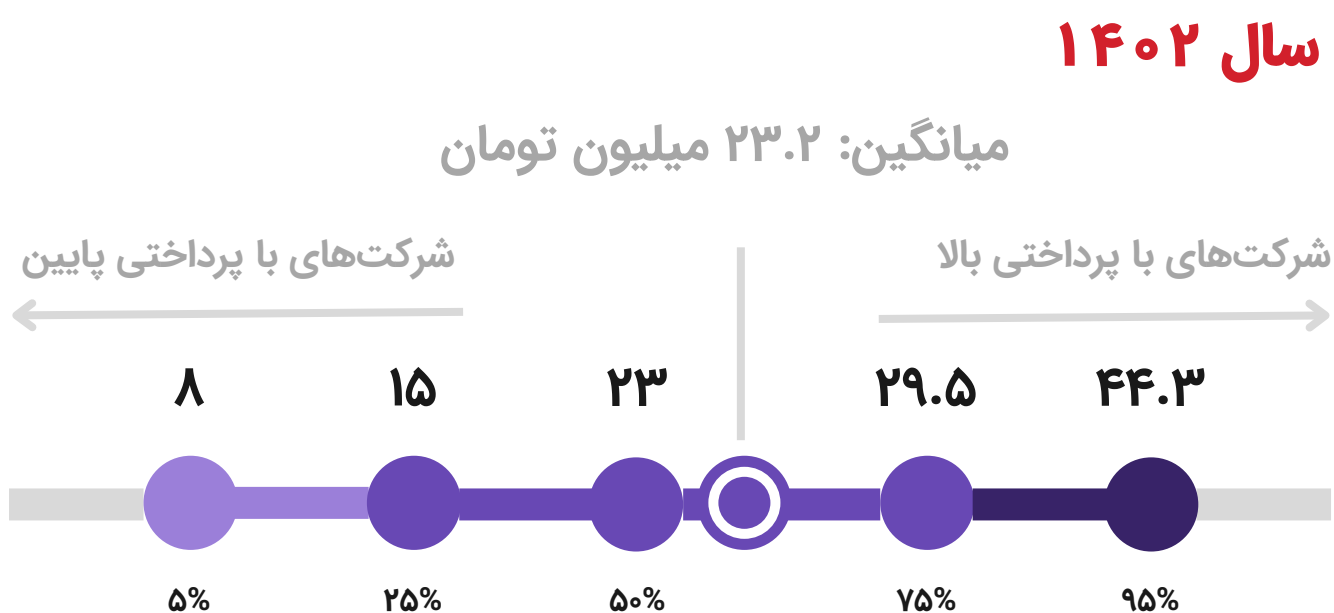 سال ۱۴۰۲
میانگین: ۲۳.۲ میلیون تومان
شرکت‌های با پرداختی بالا
شرکت‌های با پرداختی پایین
۸ ۱۵ ۲۳ ۲۹.۵ ۴۴.۳
۵% ۲۵% ۵۰% ۷۵% ۹۵%